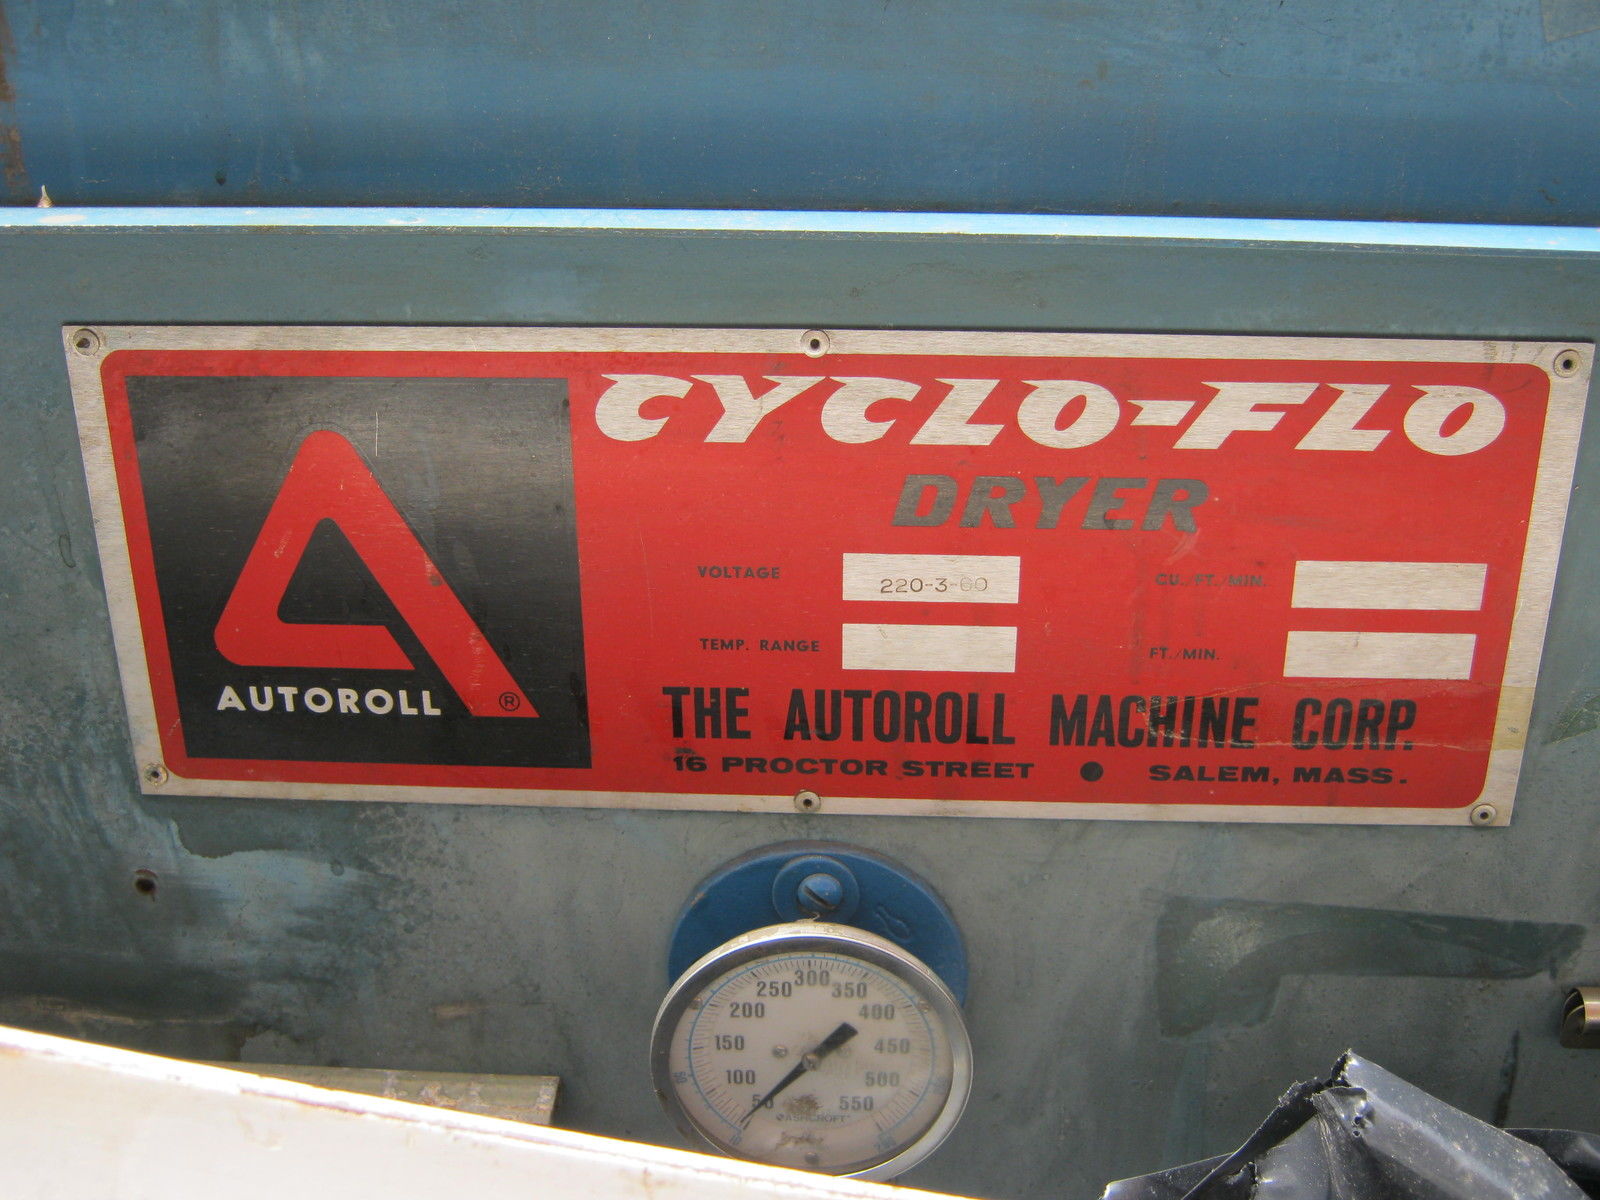 CYCLO-FLO
DRYER
VOLTAGE 220-3-60 CU./FT./MIN.
TEMP. RANGE FT./MIN.
AUTOROLL ®
THE AUTOROLL MACHINE CORP.
16 PROCTOR STREET • SALEM, MASS.
50 100 150 200 250 300 350 400 450 500 550
ASHCROFT